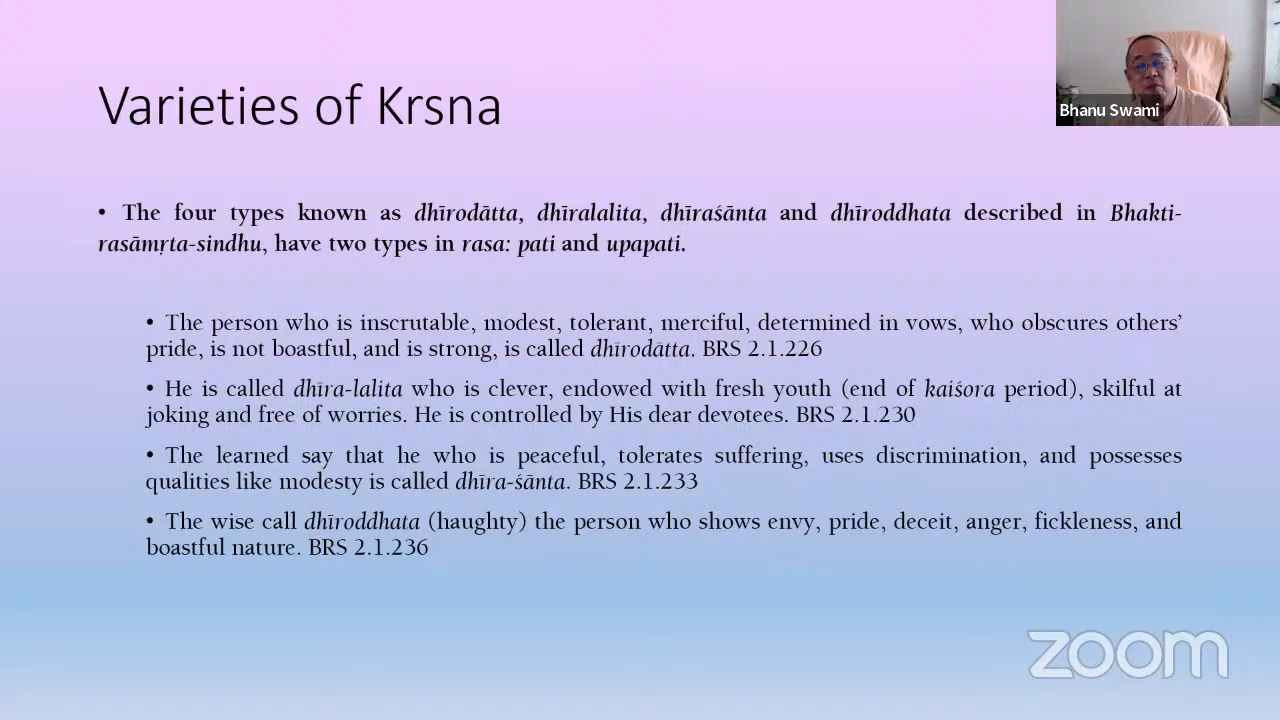 Varieties of Krsna
Bhanu Swami
• The four types known as dhīrodātta, dhīralalita, dhīraśānta and dhīroddhata described in Bhakti-
rasāmṛta-sindhu, have two types in rasa: pati and upapati.
• The person who is inscrutable, modest, tolerant, merciful, determined in vows, who obscures others’
pride, is not boastful, and is strong, is called dhīrodātta. BRS 2.1.226
• He is called dhīra-lalita who is clever, endowed with fresh youth (end of kaiśora period), skilful at
joking and free of worries. He is controlled by His dear devotees. BRS 2.1.230
• The learned say that he who is peaceful, tolerates suffering, uses discrimination, and possesses
qualities like modesty is called dhīra-śānta. BRS 2.1.233
• The wise call dhīroddhata (haughty) the person who shows envy, pride, deceit, anger, fickleness, and
boastful nature. BRS 2.1.236
zoom